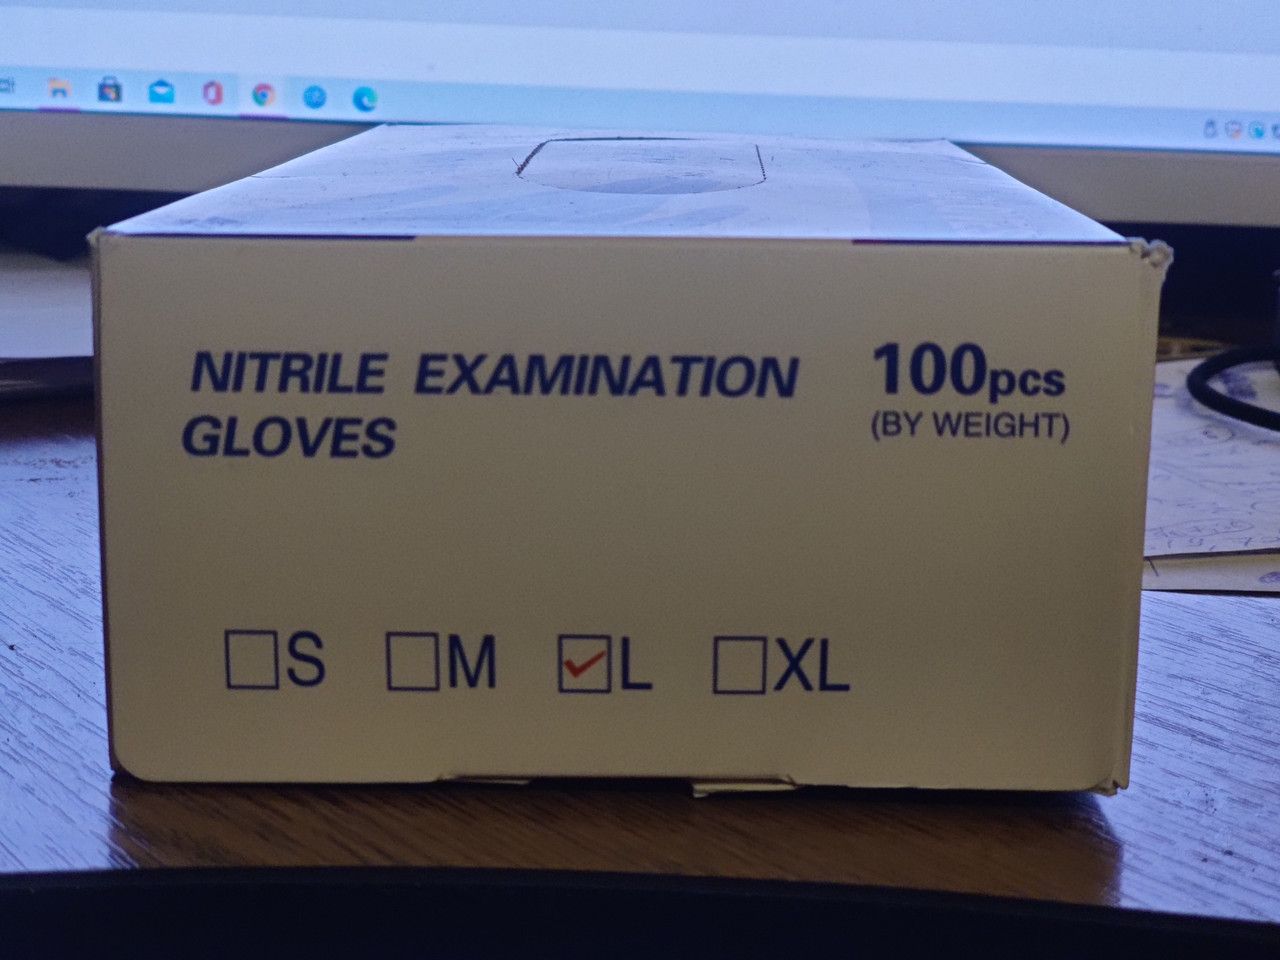 NITRILE EXAMINATION
GLOVES
100pcs
(BY WEIGHT)
S M L XL